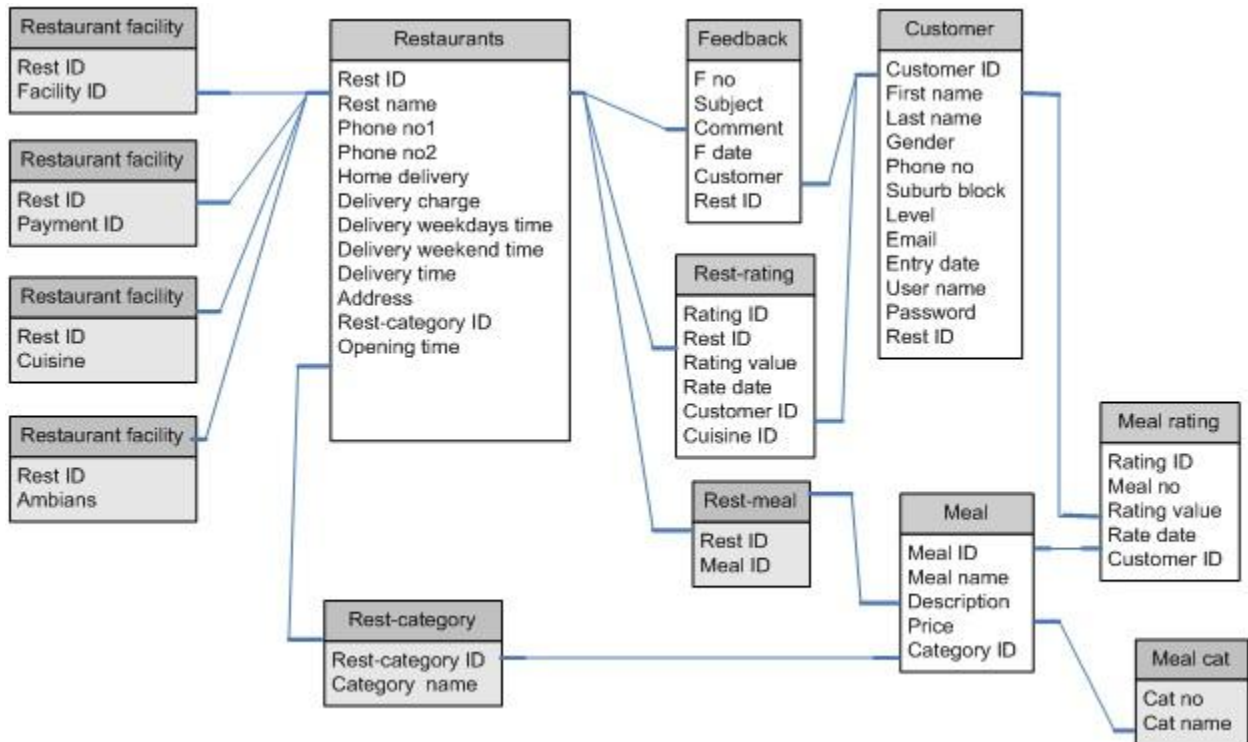 Restaurant facility
Rest ID
Facility ID
Restaurant facility
Rest ID
Payment ID
Restaurant facility
Rest ID
Cuisine
Restaurant facility
Rest ID
Ambians
Restaurants
Rest ID
Rest name
Phone no1
Phone no2
Home delivery
Delivery charge
Delivery weekdays time
Delivery weekend time
Delivery time
Address
Rest-category ID
Opening time
Rest-category
Rest-category ID
Category name
Feedback
F no
Subject
Comment
F date
Customer
Rest ID
Rest-rating
Rating ID
Rest ID
Rating value
Rate date
Customer ID
Cuisine ID
Rest-meal
Rest ID
Meal ID
Customer
Customer ID
First name
Last name
Gender
Phone no
Suburb block
Level
Email
Entry date
User name
Password
Rest ID
Meal
Meal ID
Meal name
Description
Price
Category ID
Meal rating
Rating ID
Meal no
Rating value
Rate date
Customer ID
Meal cat
Cat no
Cat name